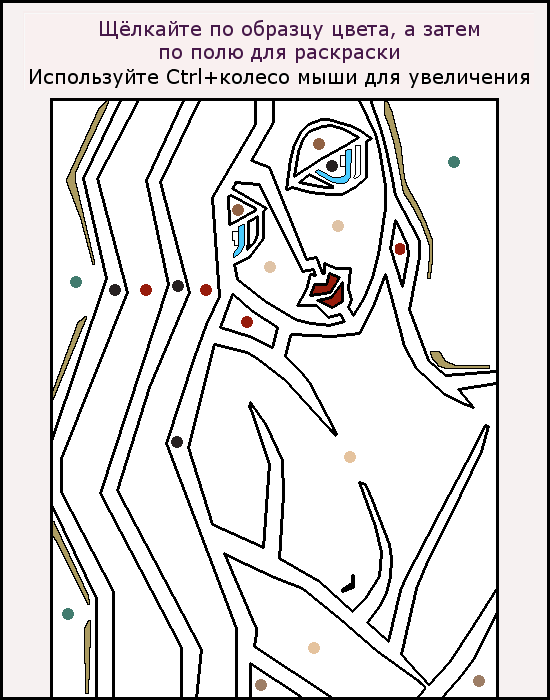 Щёлкайте по образцу цвета, а затем
по полю для раскраски
Используйте Ctrl+колесо мыши для увеличения